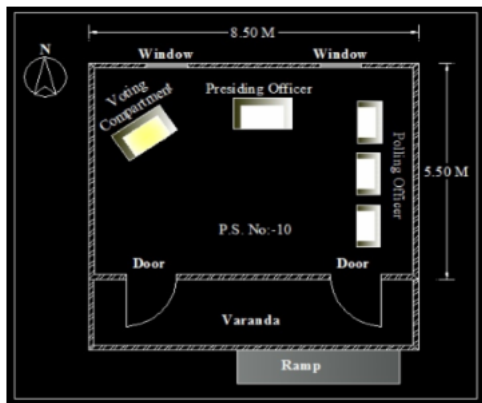 8.50 M
N
Window
Window
Voting
Compartment
Presiding Officer
Polling Officer
5.50 M
P.S. No:-10
Door
Door
Varanda
Ramp